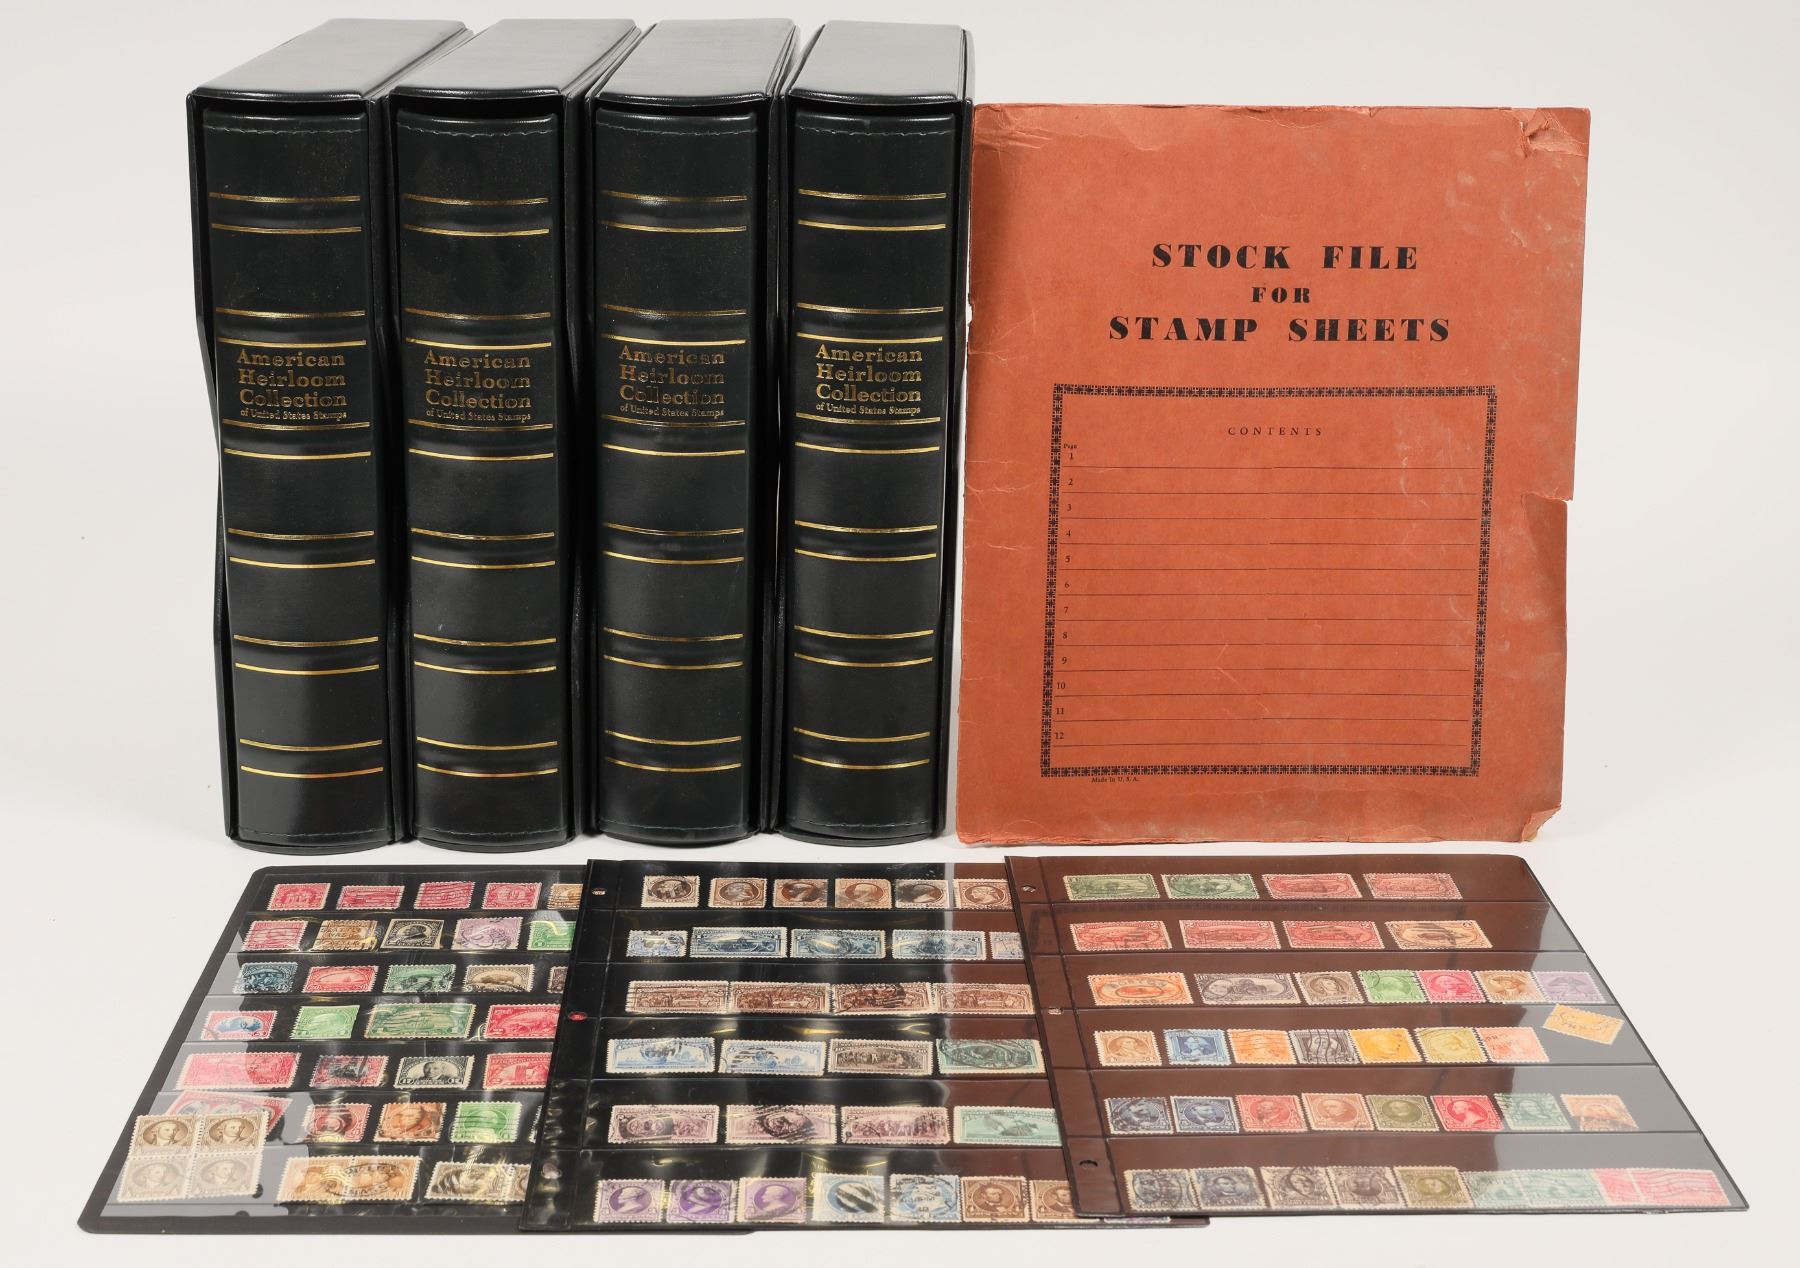 American
Heirloom
Collection
of United States Stamps
American
Heirloom
Collection
of United States Stamps
American
Heirloom
Collection
of United States Stamps
American
Heirloom
Collection
of United States Stamps
STOCK FILE
FOR
STAMP SHEETS
CONTENTS
Page
1
2
3
4
5
6
7
8
9
10
11
12
Made in U. S. A.